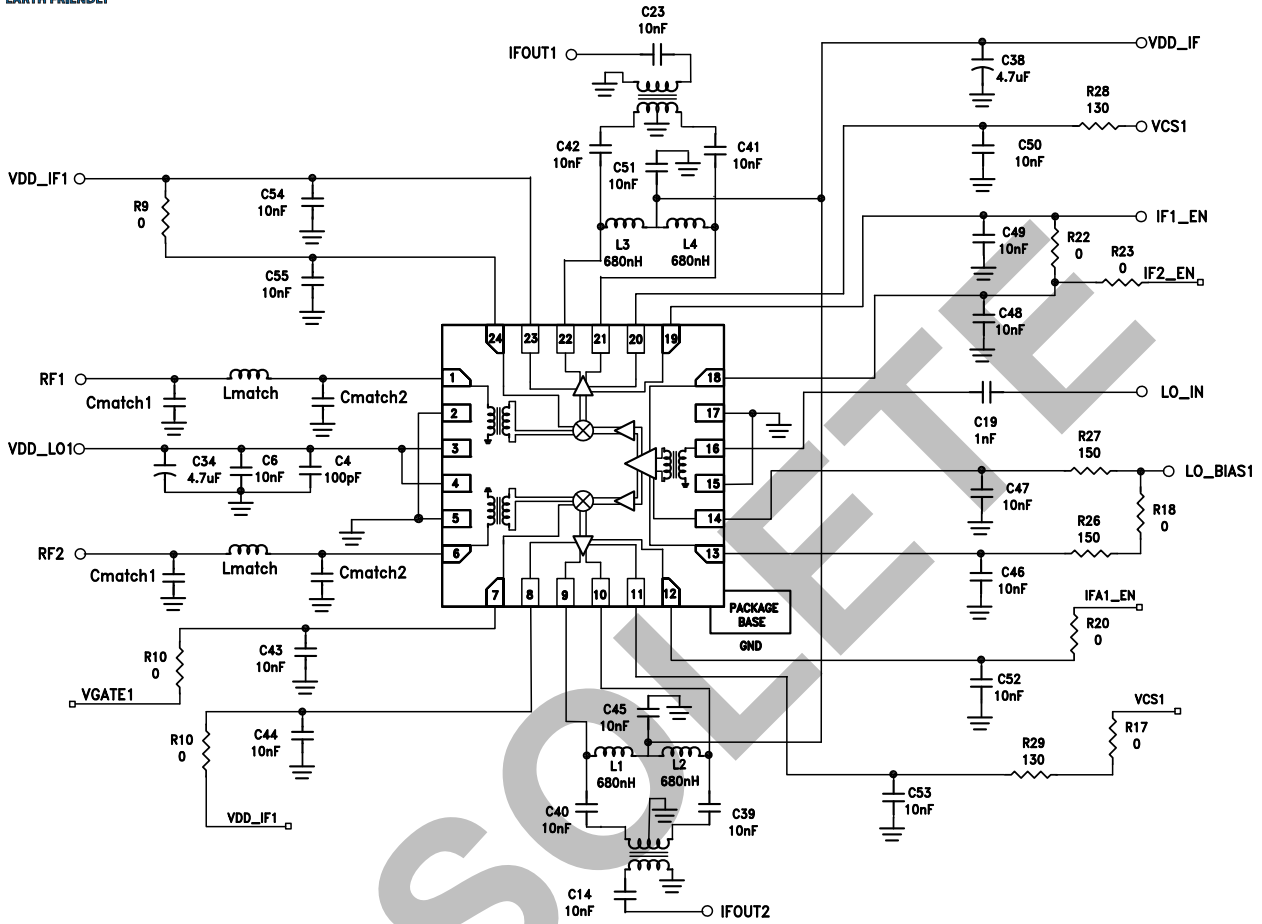 EARTH FRIENDLY
C23
10nF
IFOUT1
VDD_IF
C38
4.7uF
R28
130
VCS1
C42
10nF
C51
10nF
C41
10nF
C50
10nF
VDD_IF1
R9
0
C54
10nF
IF1_EN
C49
10nF
R22
0
R23
0
IF2_EN
L3
680nH
L4
680nH
C55
10nF
C48
10nF
24
23
22
21
20
19
RF1
Lmatch
Cmatch1
Cmatch2
1
18
LO_IN
C19
1nF
2
17
VDD_LO1
C34
4.7uF
C6
10nF
C4
100pF
3
16
R27
150
LO_BIAS1
4
15
C47
10nF
R18
0
5
14
RF2
Lmatch
Cmatch1
Cmatch2
6
13
R26
150
C46
10nF
7
8
9
10
11
12
PACKAGE
BASE
GND
IFA1_EN
R20
0
R10
0
C43
10nF
VGATE1
C52
10nF
R10
0
C44
10nF
C45
10nF
VCS1
R17
0
L1
680nH
L2
680nH
R29
130
VDD_IF1
C40
10nF
C39
10nF
C53
10nF
C14
10nF
IFOUT2
SOLETE